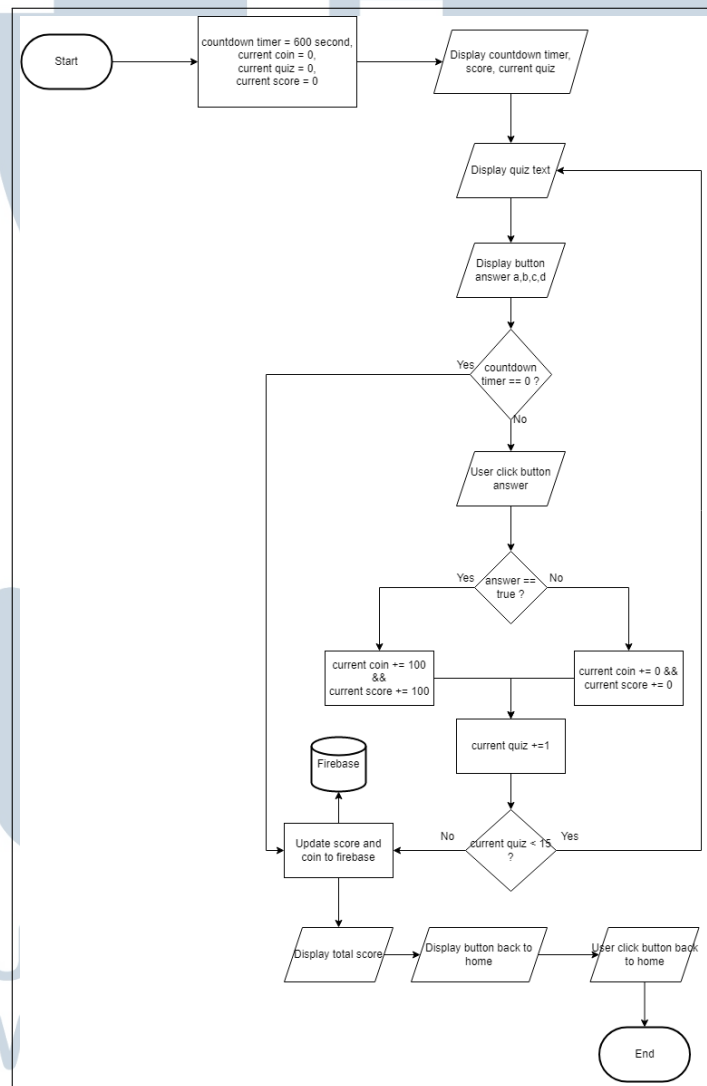 Start
countdown timer = 600 second,
current coin = 0,
current quiz = 0,
current score = 0
Display countdown timer,
score, current quiz
Display quiz text
Display button
answer a,b,c,d
Yes
countdown
timer == 0 ?
No
User click button
answer
Yes
answer ==
true ?
No
current coin += 100
&&
current score += 100
current coin += 0 &&
current score += 0
current quiz +=1
Firebase
Update score and
coin to firebase
No
current quiz < 15
?
Yes
Display total score
Display button back to
home
User click button back
to home
End